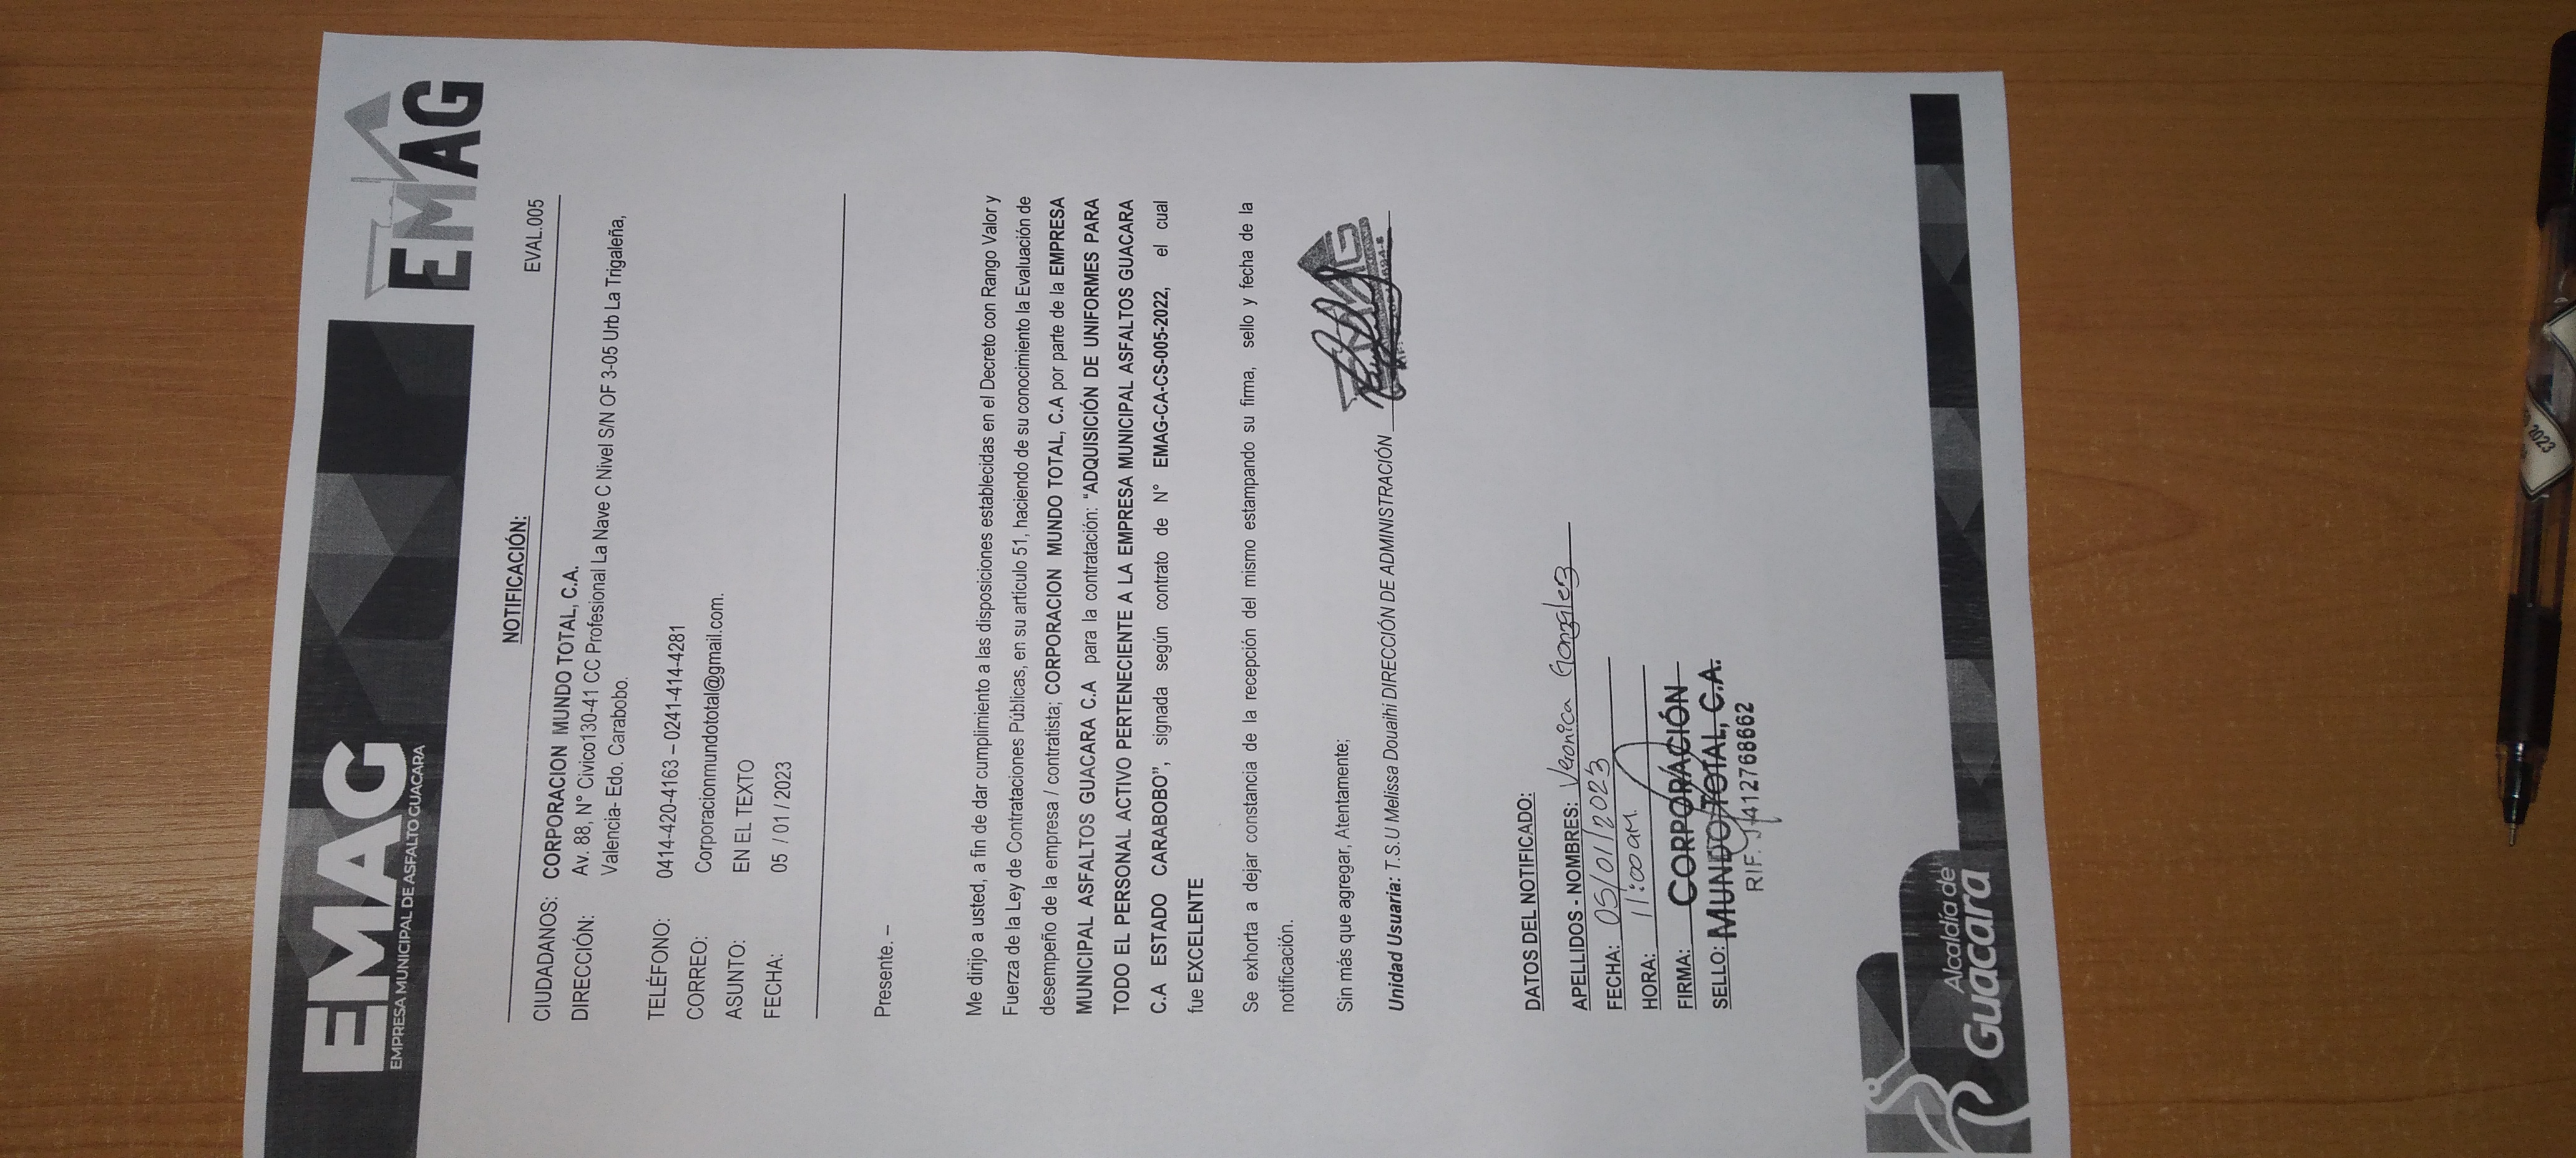 EMAG
EMPRESA MUNICIPAL DE ASFALTO GUACARA
EMAG
NOTIFICACIÓN:
EVAL.005
CIUDADANOS: CORPORACION MUNDO TOTAL, C.A.
DIRECCIÓN: Av. 88, N° Civico130-41 CC Profesional La Nave C Nivel S/N OF 3-05 Urb La Trigaleña,
Valencia- Edo. Carabobo.
TELÉFONO: 0414-420-4163 – 0241-414-4281
CORREO: Corporacionmundototal@gmail.com.
ASUNTO: EN EL TEXTO
FECHA: 05 / 01 / 2023
Presente. –
Me dirijo a usted, a fin de dar cumplimiento a las disposiciones establecidas en el Decreto con Rango Valor y
Fuerza de la Ley de Contrataciones Públicas, en su artículo 51, haciendo de su conocimiento la Evaluación de
desempeño de la empresa / contratista; CORPORACION MUNDO TOTAL, C.A por parte de la EMPRESA
MUNICIPAL ASFALTOS GUACARA C.A para la contratación: “ADQUISICIÓN DE UNIFORMES PARA
TODO EL PERSONAL ACTIVO PERTENECIENTE A LA EMPRESA MUNICIPAL ASFALTOS GUACARA
C.A ESTADO CARABOBO”, signada según contrato de N° EMAG-CA-CS-005-2022, el cual
fue EXCELENTE
Se exhorta a dejar constancia de la recepción del mismo estampando su firma, sello y fecha de la
notificación.
Sin más que agregar, Atentamente;
Unidad Usuaria: T.S.U Melissa Douaihi DIRECCIÓN DE ADMINISTRACIÓN
EMAG
DATOS DEL NOTIFICADO:
APELLIDOS - NOMBRES: Veronica Gonzalez
FECHA: 05/01/2023
HORA: 11:00 am.
FIRMA: CORPORACIÓN
SELLO: MUNDO TOTAL, C.A.
RIF. J-412768662
Alcaldía de
Guacara
2023